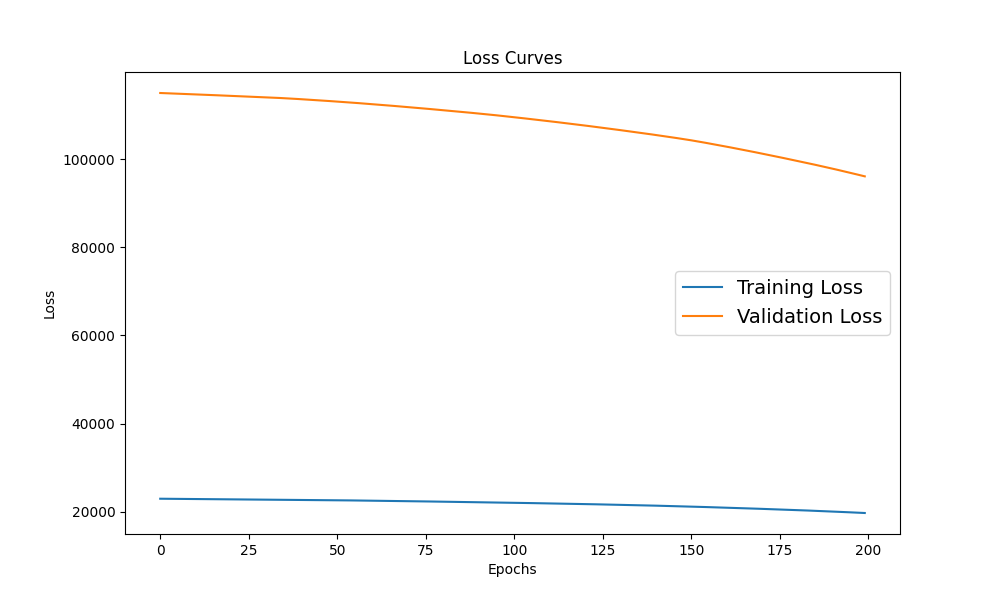 Loss Curves
100000
80000
60000
40000
20000
Loss
Training Loss
Validation Loss
0 25 50 75 100 125 150 175 200
Epochs